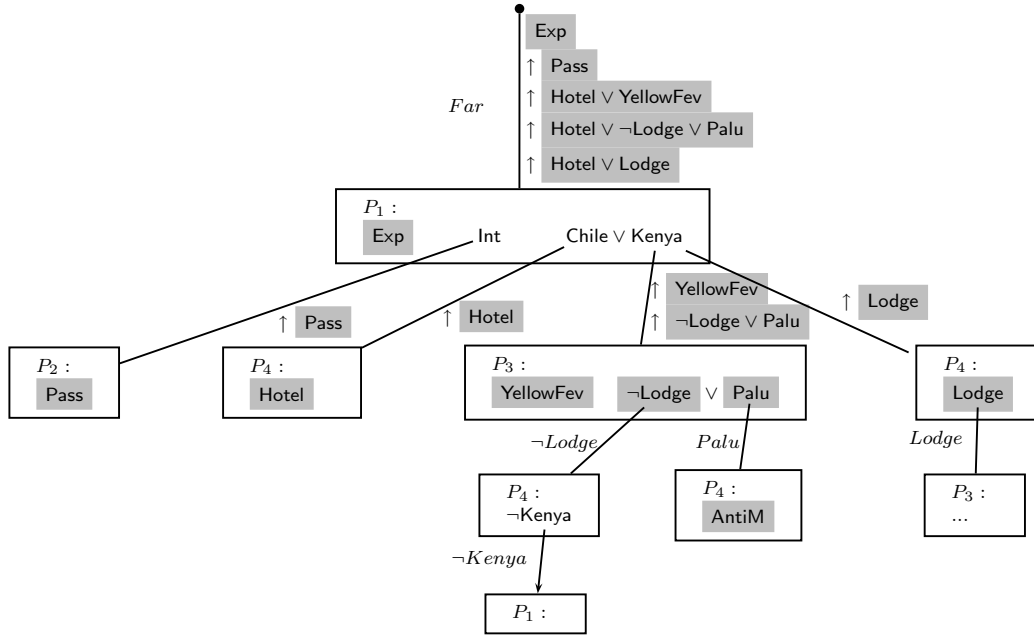 Exp
↑ Pass
↑ Hotel ∨ YellowFev
Far
↑ Hotel ∨ ¬Lodge ∨ Palu
↑ Hotel ∨ Lodge
P₁ :
Exp Int Chile ∨ Kenya
↑ Pass
↑ Hotel
↑ YellowFev
↑ ¬Lodge ∨ Palu
↑ Lodge
P₂ :
Pass
P₄ :
Hotel
P₃ :
YellowFev ¬Lodge ∨ Palu
P₄ :
Lodge
¬Lodge
Palu
Lodge
P₄ :
¬Kenya
P₄ :
AntiM
P₃ :
...
¬Kenya
P₁ :